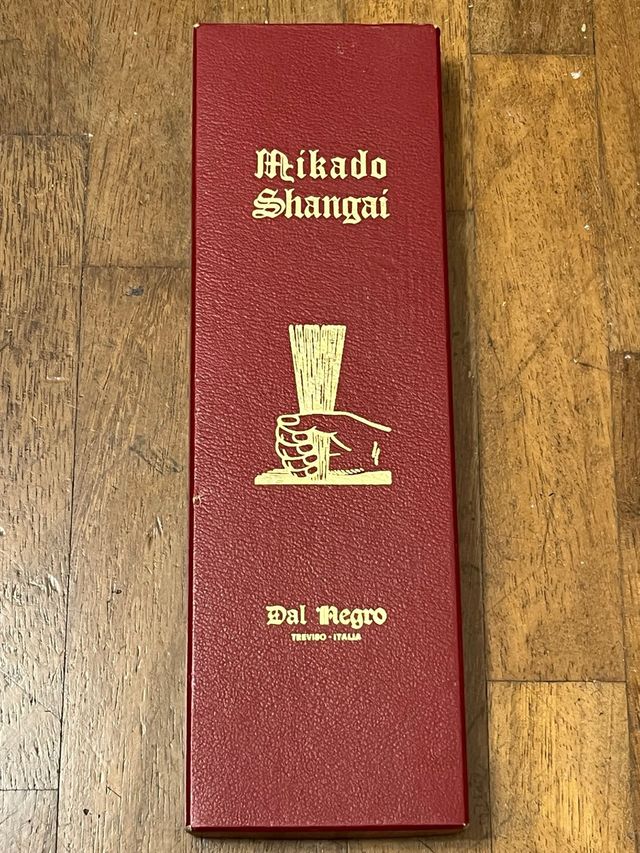 Mikado
Shangai
Dal Negro
TREVISO - ITALIA